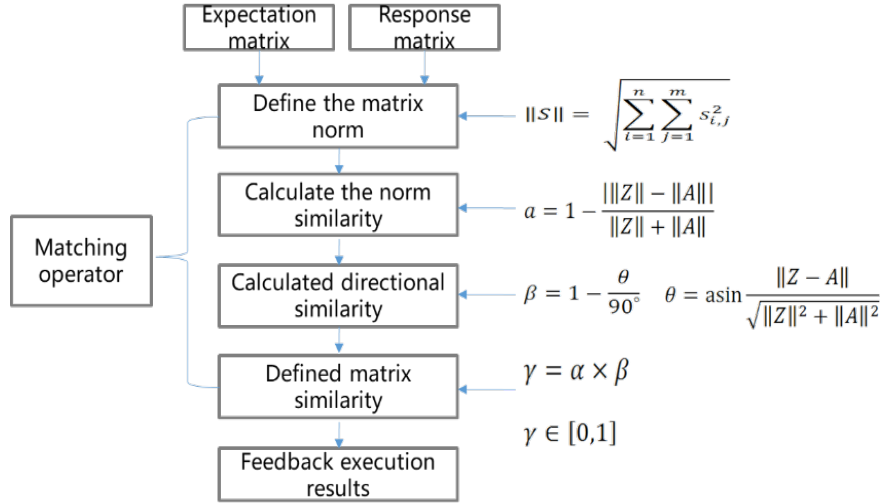 Expectation
matrix
Response
matrix
Define the matrix
norm
‖S‖ = √(∑_{i=1}^{n} ∑_{j=1}^{m} s_{i,j}^2)
Calculate the norm
similarity
a = 1 − |‖Z‖ − ‖A‖| / (‖Z‖ + ‖A‖)
Matching
operator
Calculated directional
similarity
β = 1 − θ/90° θ = asin ‖Z − A‖ / √(‖Z‖² + ‖A‖²)
Defined matrix
similarity
γ = α × β
γ ∈ [0,1]
Feedback execution
results